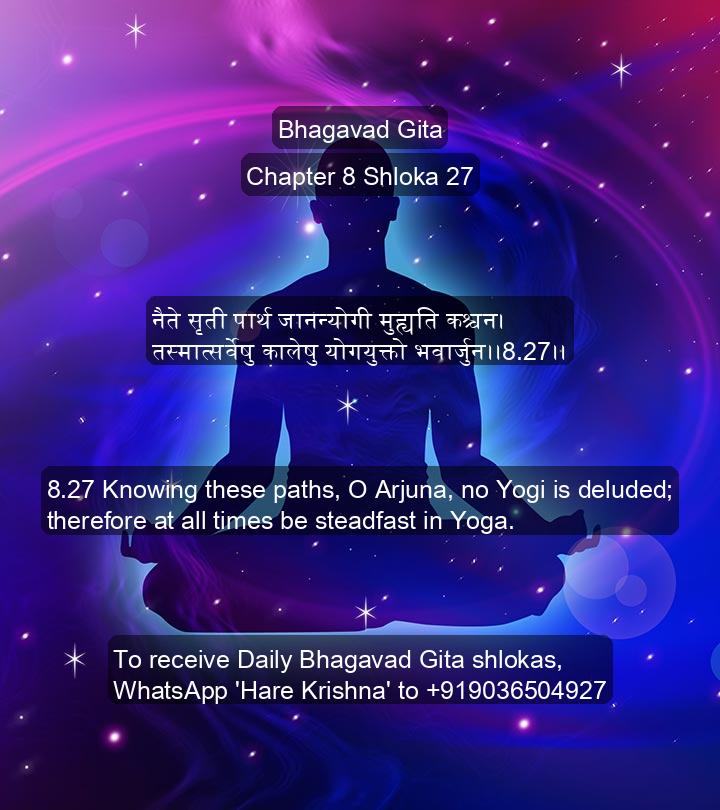 Bhagavad Gita
Chapter 8 Shloka 27
नैते सृती पार्थ जानन्योगी मुह्यति कश्चन।
तस्मात्सर्वेषु कालेषु योगयुक्तो भवार्जुन।।8.27।।
8.27 Knowing these paths, O Arjuna, no Yogi is deluded;
therefore at all times be steadfast in Yoga.
To receive Daily Bhagavad Gita shlokas,
WhatsApp 'Hare Krishna' to +919036504927